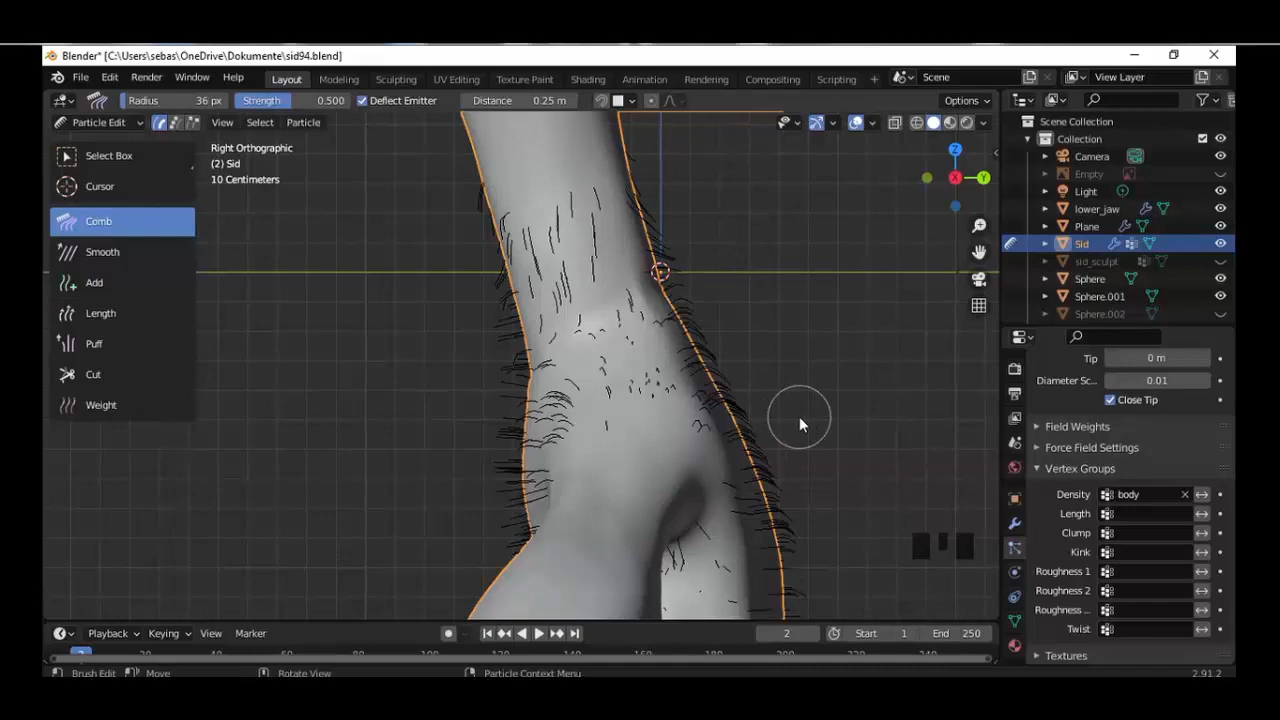 Blender* [C:\Users\sebas\OneDrive\Dokumente\sid94.blend]
File Edit Render Window Help Layout Modeling Sculpting UV Editing Texture Paint Shading Animation Rendering Compositing Scripting + Scene View Layer
Radius 36 px Strength 0.500 Deflect Emitter Distance 0.25 m Options
Particle Edit View Select Particle
Select Box
Cursor
Comb
Smooth
Add
Length
Puff
Cut
Weight
Right Orthographic
(2) Sid
10 Centimeters
Z
X
Y
Scene Collection
Collection
Camera
Empty
Light
lower_jaw
Plane
Sid
sid_sculpt
Sphere
Sphere.001
Sphere.002
Tip 0 m
Diameter Sc... 0.01
Close Tip
Field Weights
Force Field Settings
Vertex Groups
Density body
Length
Clump
Kink
Roughness 1
Roughness 2
Roughness ...
Twist
Textures
Playback Keying View Marker 2 Start 1 End 250
Brush Edit Move Rotate View Particle Context Menu 2.91.2